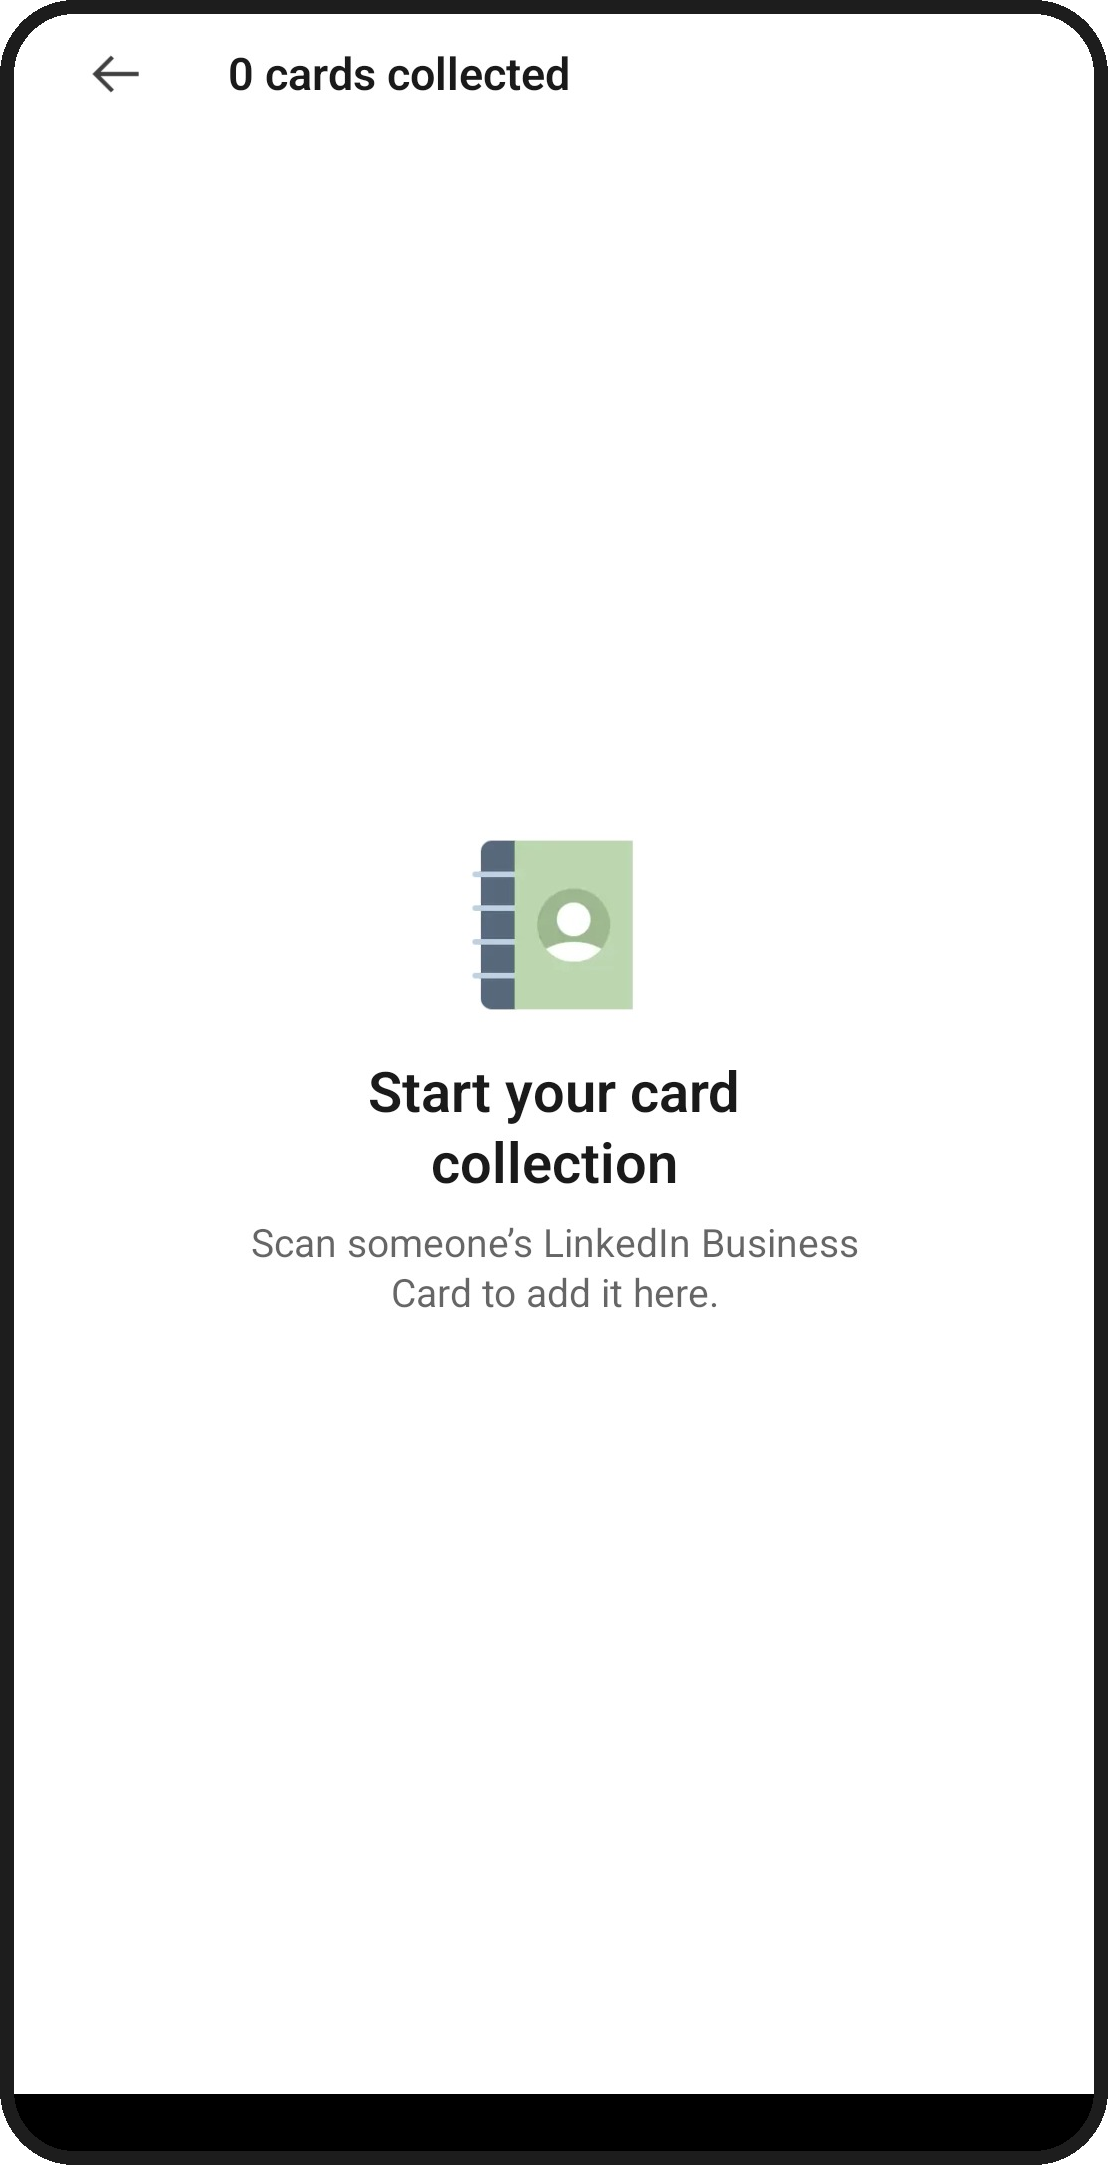 0 cards collected
Start your card
collection
Scan someone’s LinkedIn Business
Card to add it here.